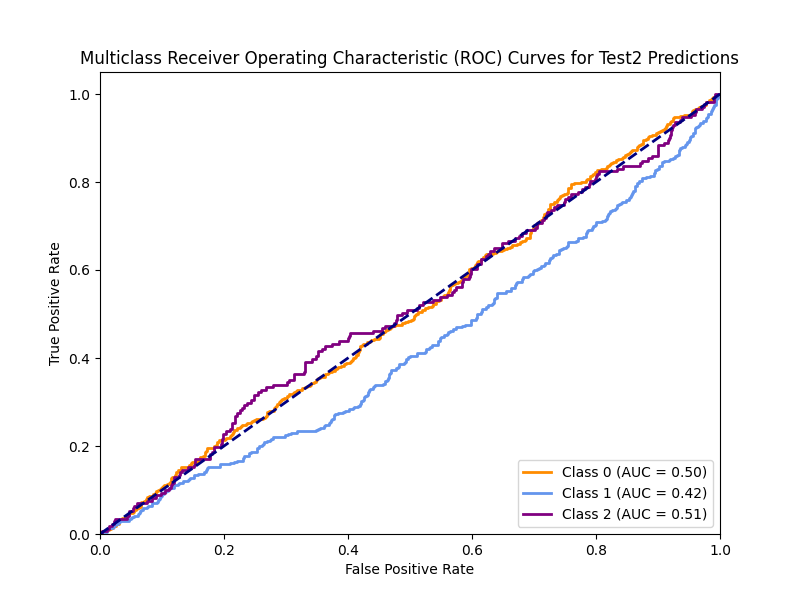 Multiclass Receiver Operating Characteristic (ROC) Curves for Test2 Predictions
1.0
0.8
0.6
0.4
0.2
0.0
True Positive Rate
Class 0 (AUC = 0.50)
Class 1 (AUC = 0.42)
Class 2 (AUC = 0.51)
0.0 0.2 0.4 0.6 0.8 1.0
False Positive Rate